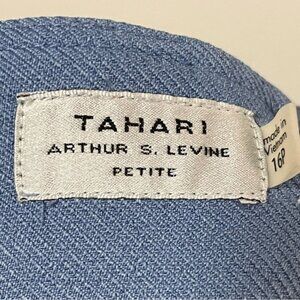 TAHARI
ARTHUR S. LEVINE
PETITE
made in
Vietnam
16P